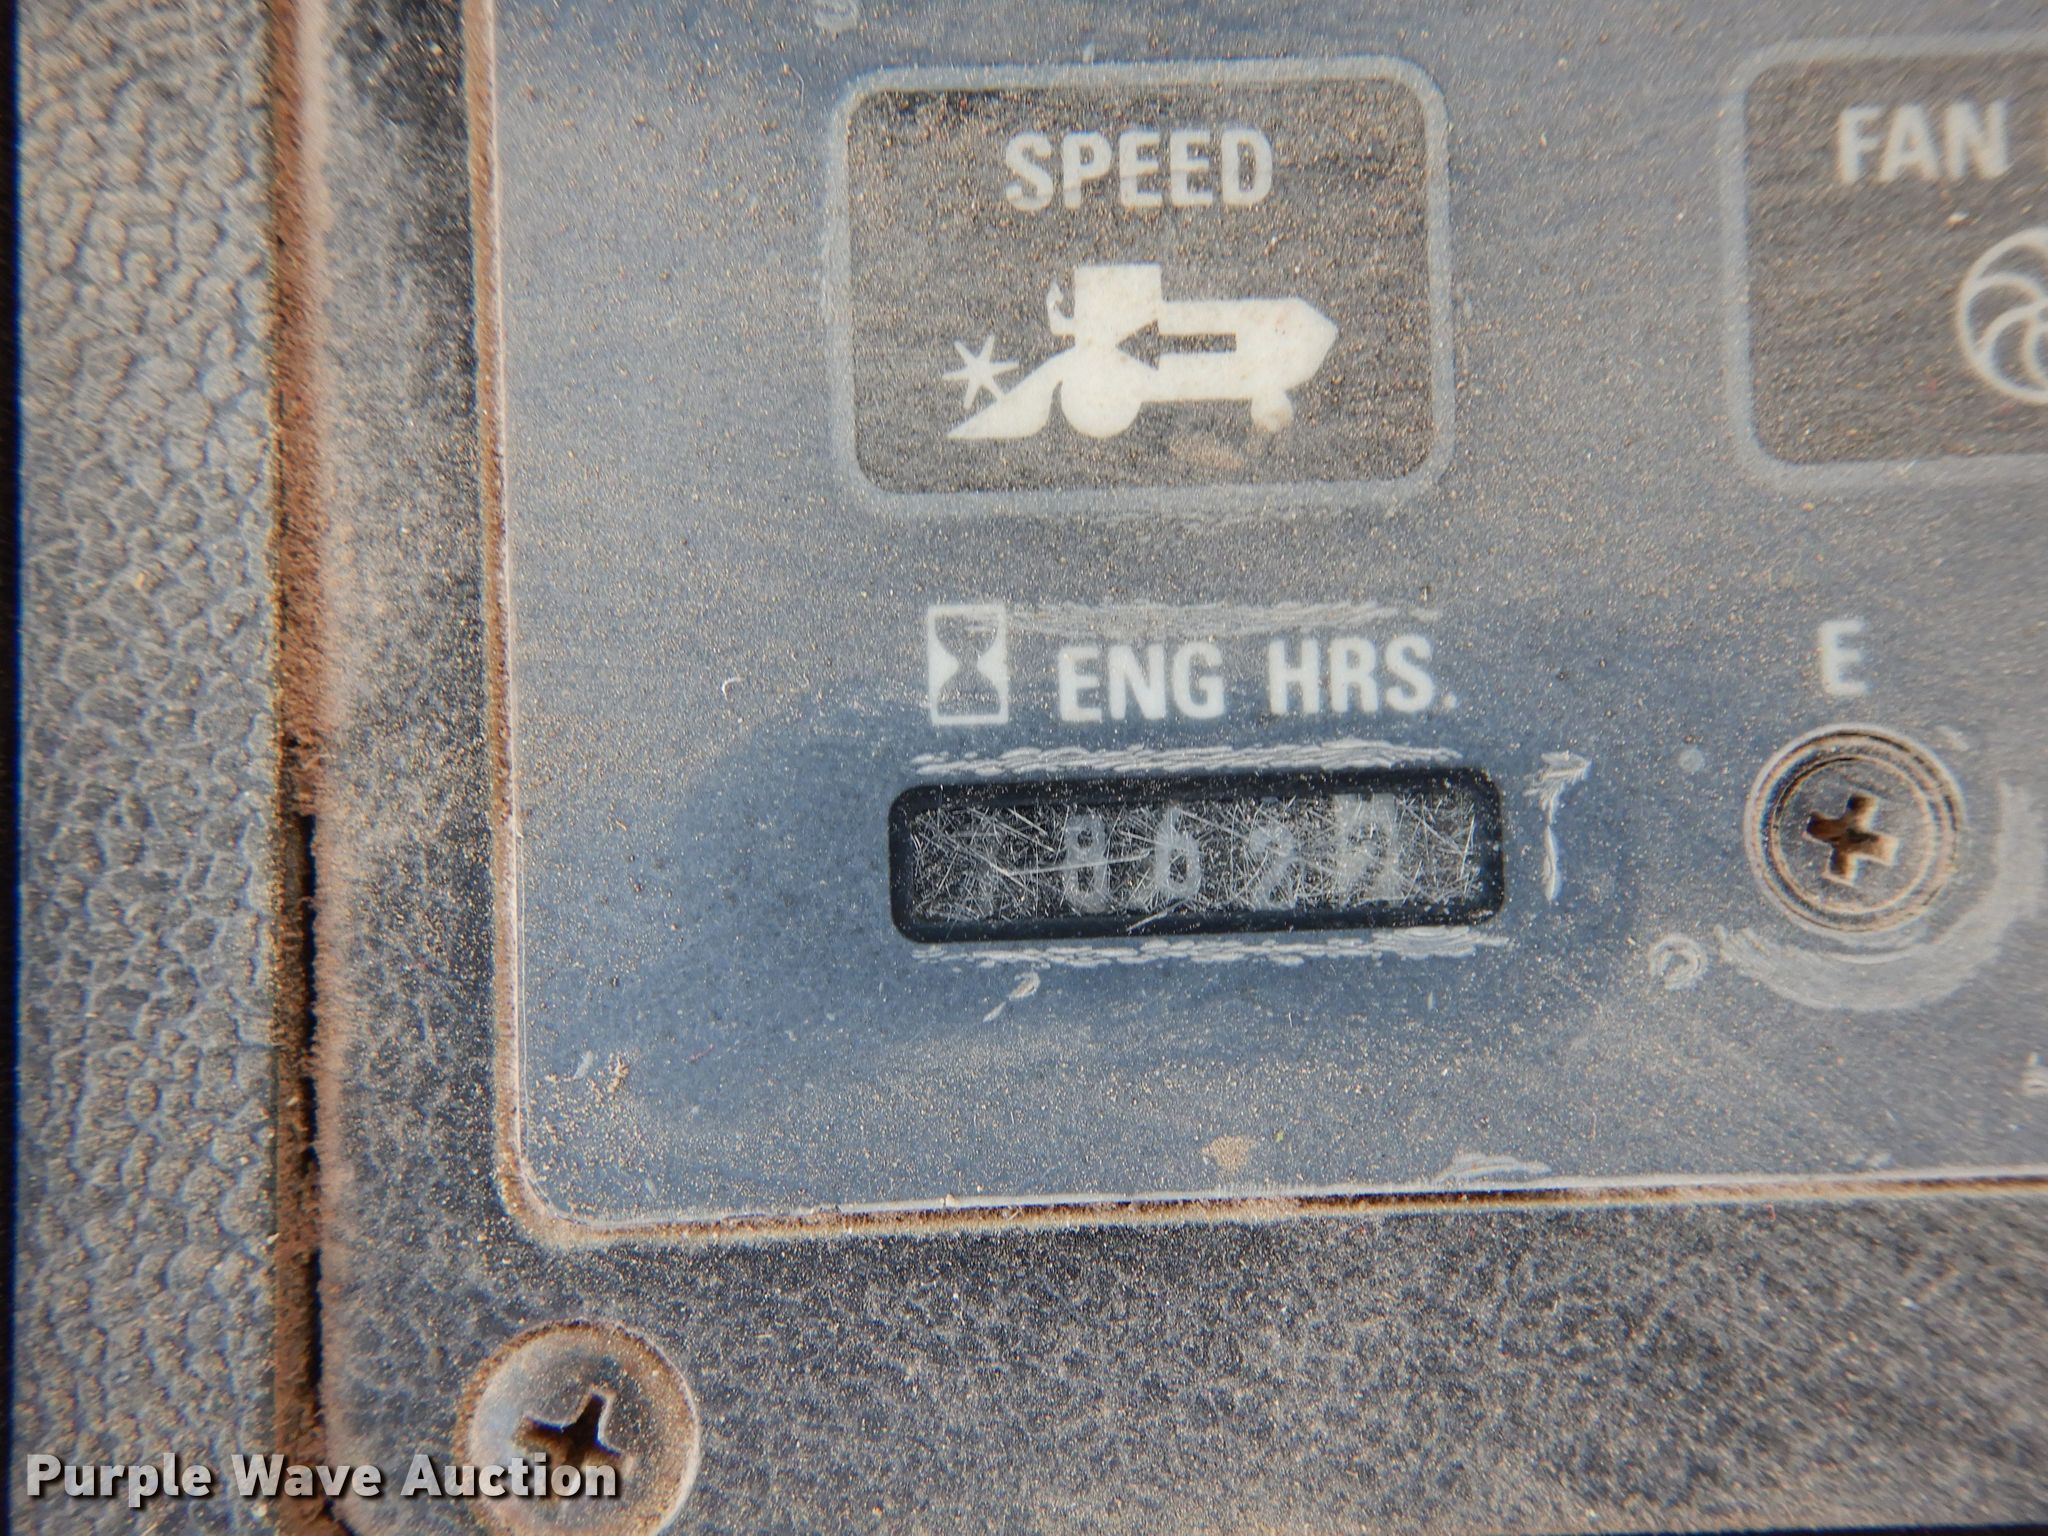 SPEED
FAN
ENG HRS.
E
Purple Wave Auction